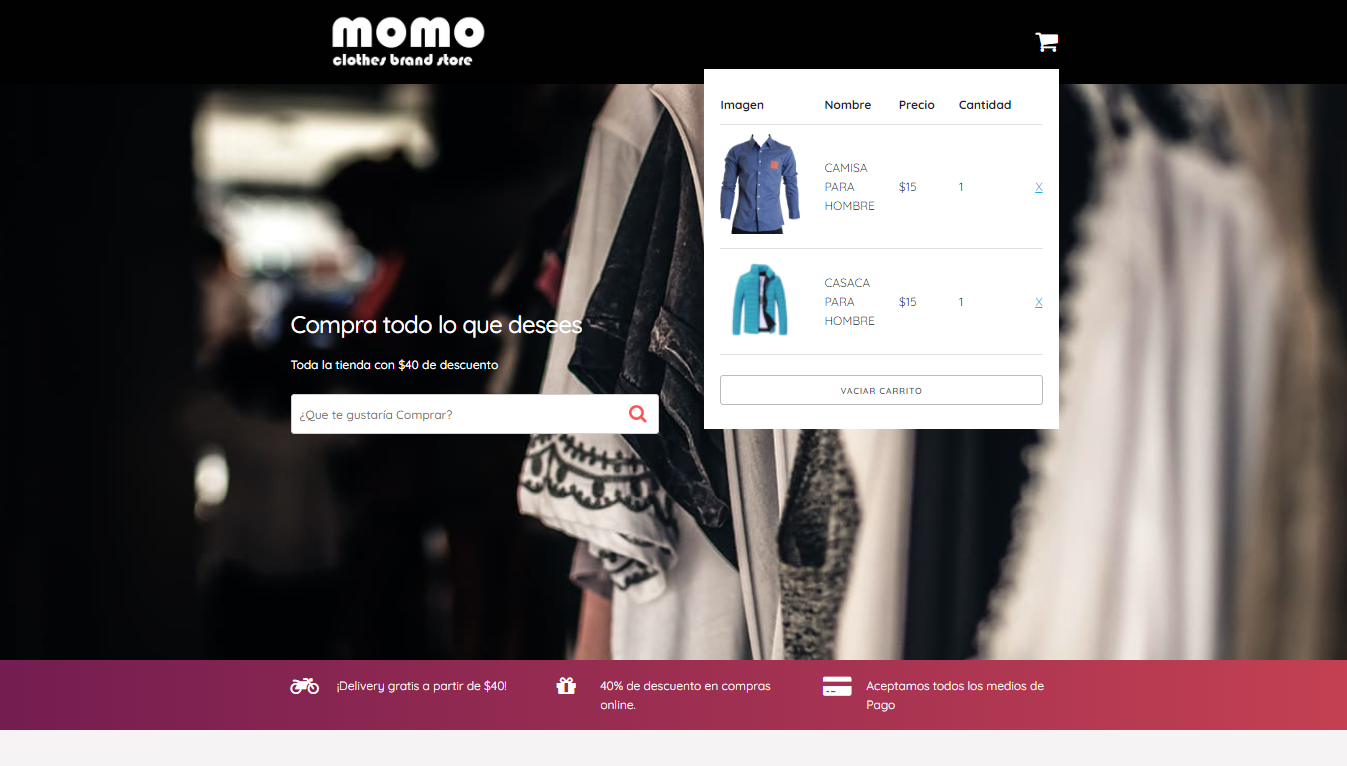 momo
clothes brand store
Imagen Nombre Precio Cantidad
CAMISA
PARA
HOMBRE
$15 1 X
CASACA
PARA
HOMBRE
$15 1 X
VACIAR CARRITO
Compra todo lo que desees
Toda la tienda con $40 de descuento
¿Que te gustaría Comprar?
¡Delivery gratis a partir de $40!
40% de descuento en compras
online.
Aceptamos todos los medios de
Pago